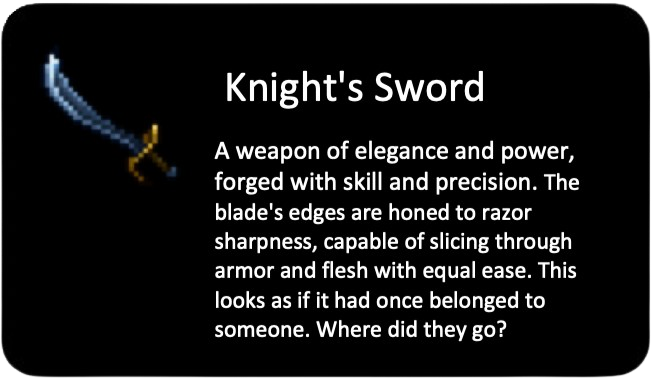 Knight's Sword
A weapon of elegance and power,
forged with skill and precision. The
blade's edges are honed to razor
sharpness, capable of slicing through
armor and flesh with equal ease. This
looks as if it had once belonged to
someone. Where did they go?